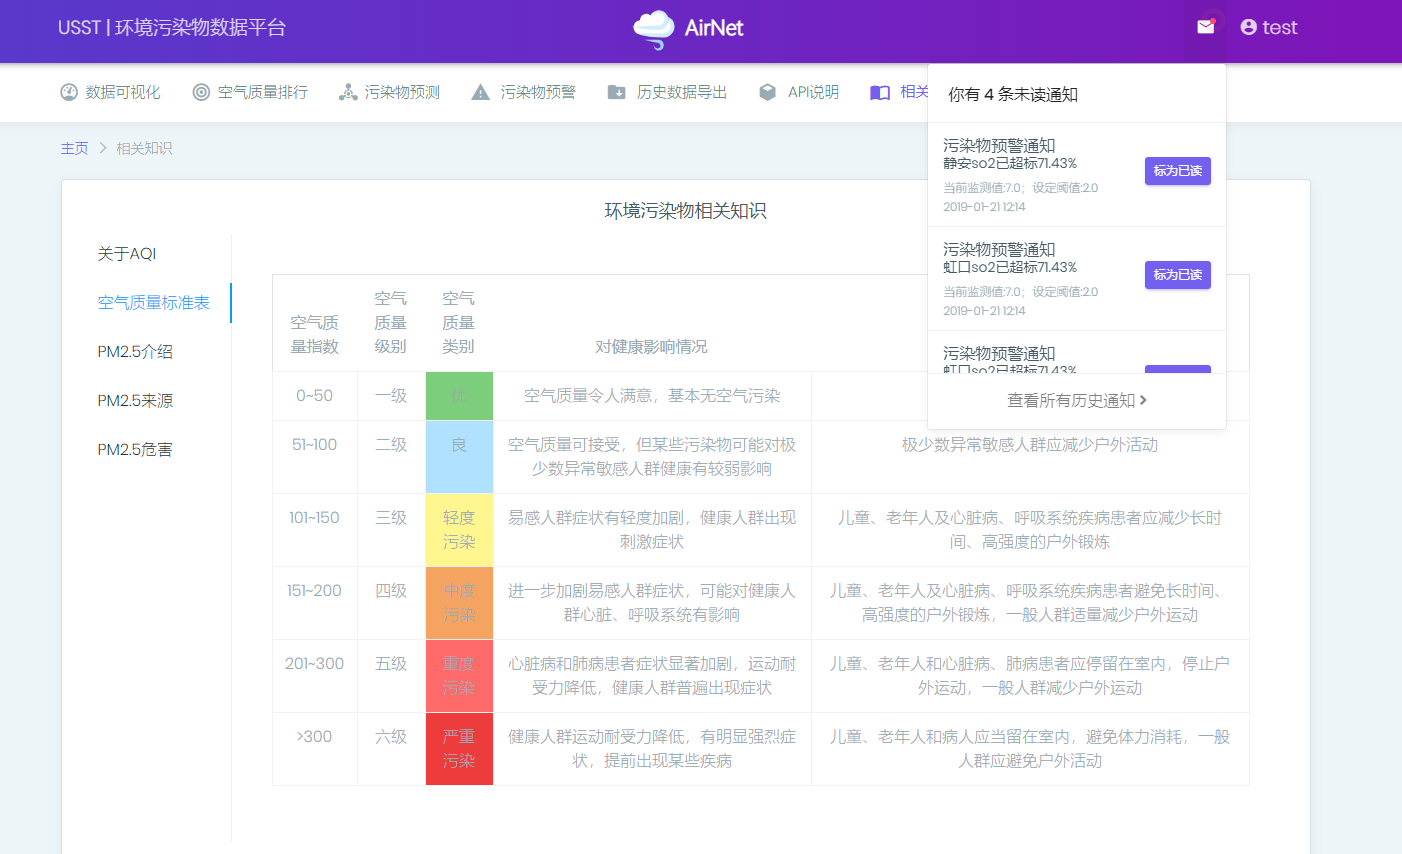 USST | 环境污染物数据平台
AirNet
test
数据可视化
空气质量排行
污染物预测
污染物预警
历史数据导出
API说明
相关
你有 4 条未读通知
污染物预警通知
静安so2已超标71.43%
当前监测值:7.0；设定阈值:2.0
2019-01-21 12:14
标为已读
污染物预警通知
虹口so2已超标71.43%
当前监测值:7.0；设定阈值:2.0
2019-01-21 12:14
标为已读
污染物预警通知
虹口so2已超标71.43%
查看所有历史通知
主页
相关知识
环境污染物相关知识
关于AQI
空气质量标准表
PM2.5介绍
PM2.5来源
PM2.5危害
空气质
量指数
空气
质量
级别
空气
质量
类别
对健康影响情况
0~50
一级
优
空气质量令人满意，基本无空气污染
51~100
二级
良
空气质量可接受，但某些污染物可能对极
少数异常敏感人群健康有较弱影响
极少数异常敏感人群应减少户外活动
101~150
三级
轻度
污染
易感人群症状有轻度加剧，健康人群出现
刺激症状
儿童、老年人及心脏病、呼吸系统疾病患者应减少长时
间、高强度的户外锻炼
151~200
四级
中度
污染
进一步加剧易感人群症状，可能对健康人
群心脏、呼吸系统有影响
儿童、老年人及心脏病、呼吸系统疾病患者避免长时间、
高强度的户外锻炼，一般人群适量减少户外运动
201~300
五级
重度
污染
心脏病和肺病患者症状显著加剧，运动耐
受力降低，健康人群普遍出现症状
儿童、老年人和心脏病、肺病患者应停留在室内，停止户
外运动，一般人群减少户外运动
>300
六级
严重
污染
健康人群运动耐受力降低，有明显强烈症
状，提前出现某些疾病
儿童、老年人和病人应当留在室内，避免体力消耗，一般
人群应避免户外活动